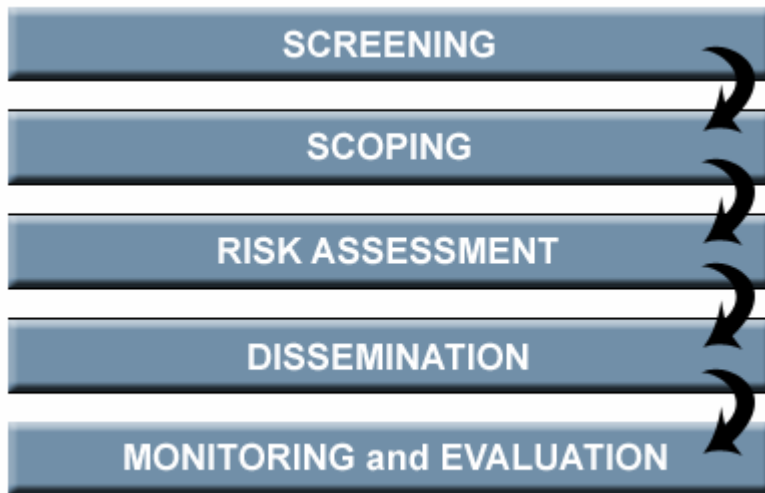 SCREENING
SCOPING
RISK ASSESSMENT
DISSEMINATION
MONITORING and EVALUATION